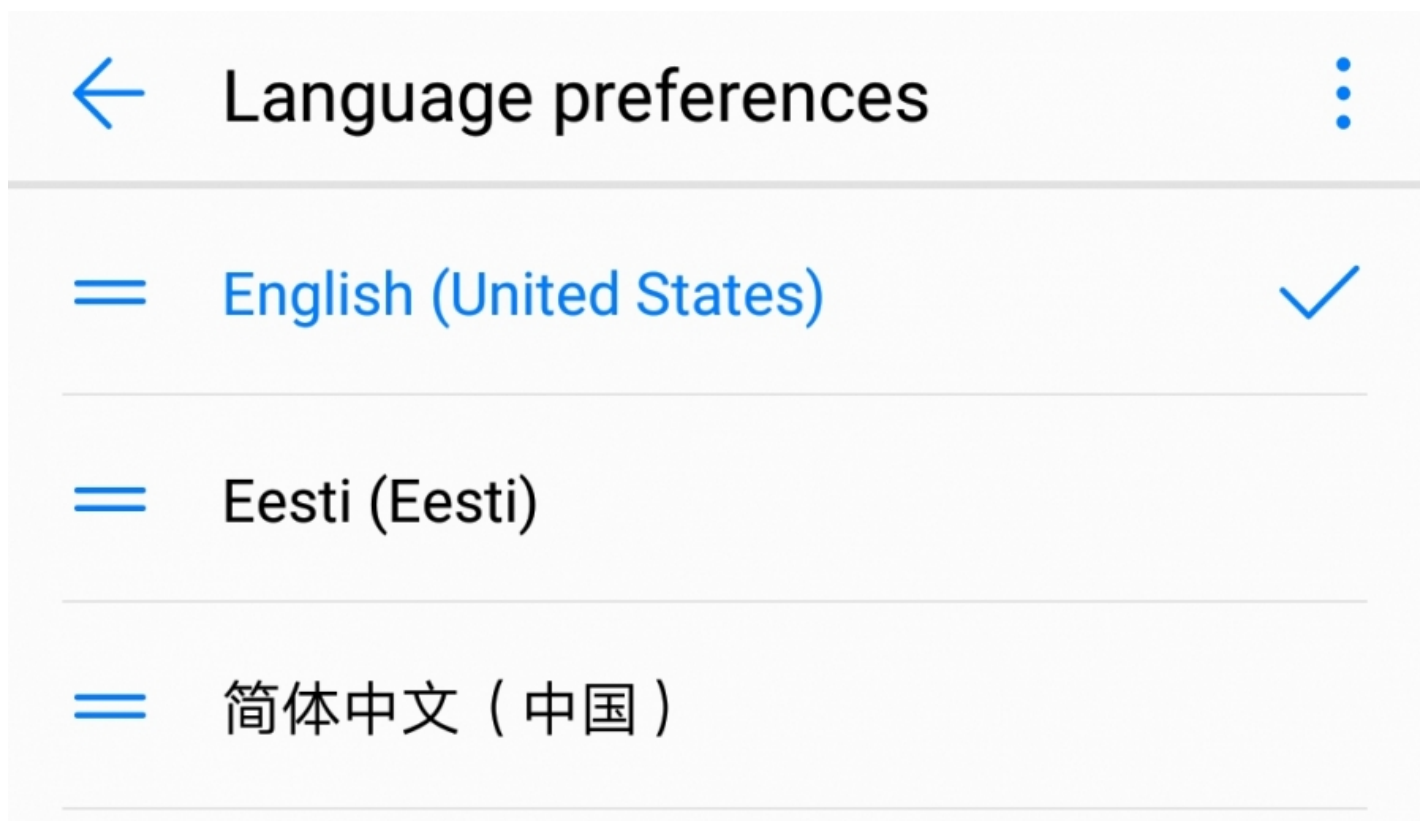 Language preferences
English (United States)
Eesti (Eesti)
简体中文（中国）